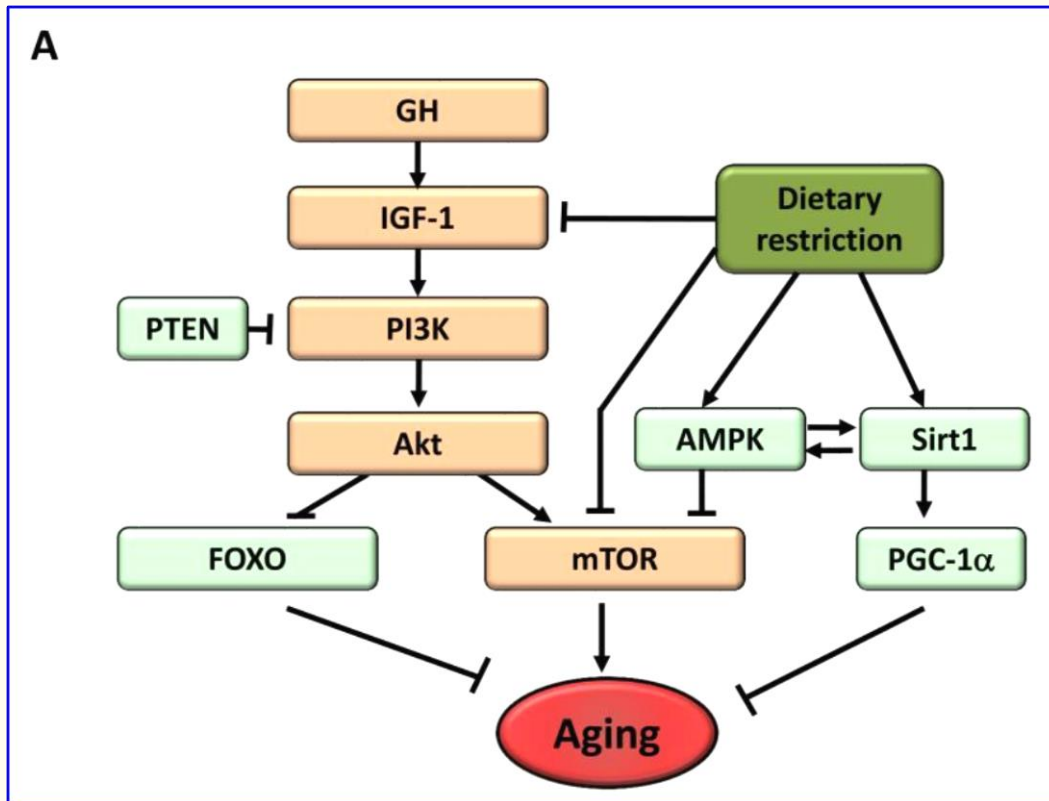 A
GH
IGF-1
Dietary
restriction
PTEN
PI3K
Akt
AMPK
Sirt1
FOXO
mTOR
PGC-1α
Aging